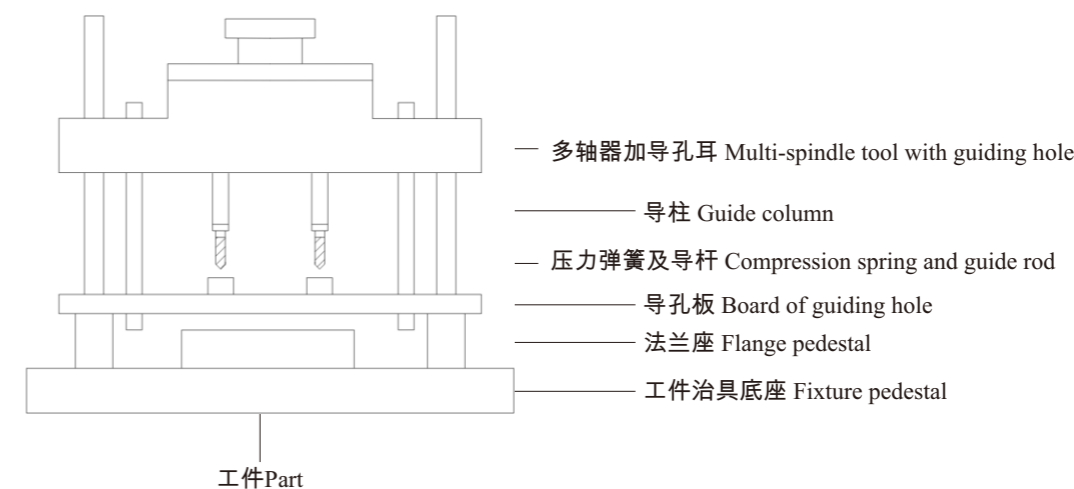 多轴器加导孔耳 Multi-spindle tool with guiding hole
导柱 Guide column
压力弹簧及导杆 Compression spring and guide rod
导孔板 Board of guiding hole
法兰座 Flange pedestal
工件治具底座 Fixture pedestal
工件Part